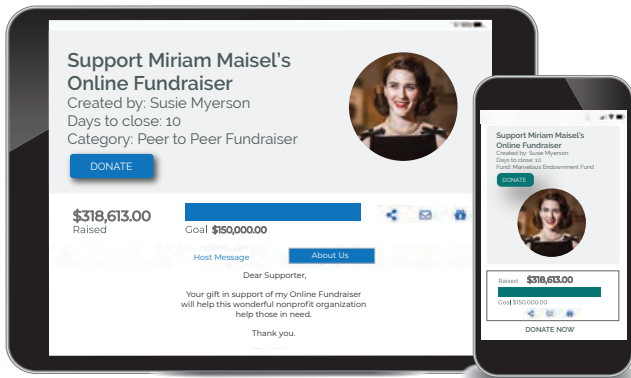 Support Miriam Maisel's
Online Fundraiser
Created by: Susie Myerson
Days to close: 10
Category: Peer to Peer Fundraiser
DONATE
$318,613.00
Raised
Goal $150,000.00
Host Message
About Us
Dear Supporter,
Your gift in support of my Online Fundraiser
will help this wonderful nonprofit organization
help those in need.
Thank you.
Support Miriam Maisel's
Online Fundraiser
Created by: Susie Myerson
Days to close: 10
Fund: Marvelous Endownment Fund
DONATE
Raised $318,613.00
Goal $150,000.00
DONATE NOW